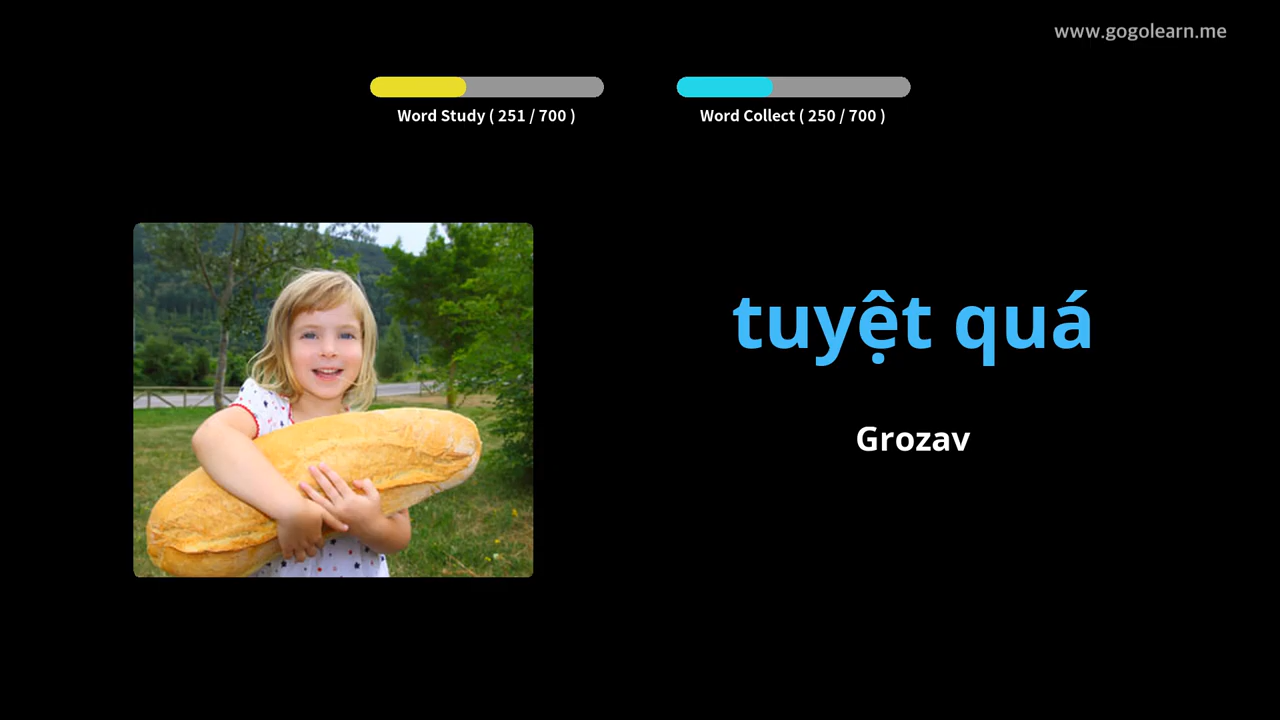 www.gogolearn.me
Word Study ( 251 / 700 )
Word Collect ( 250 / 700 )
tuyệt quá
Grozav